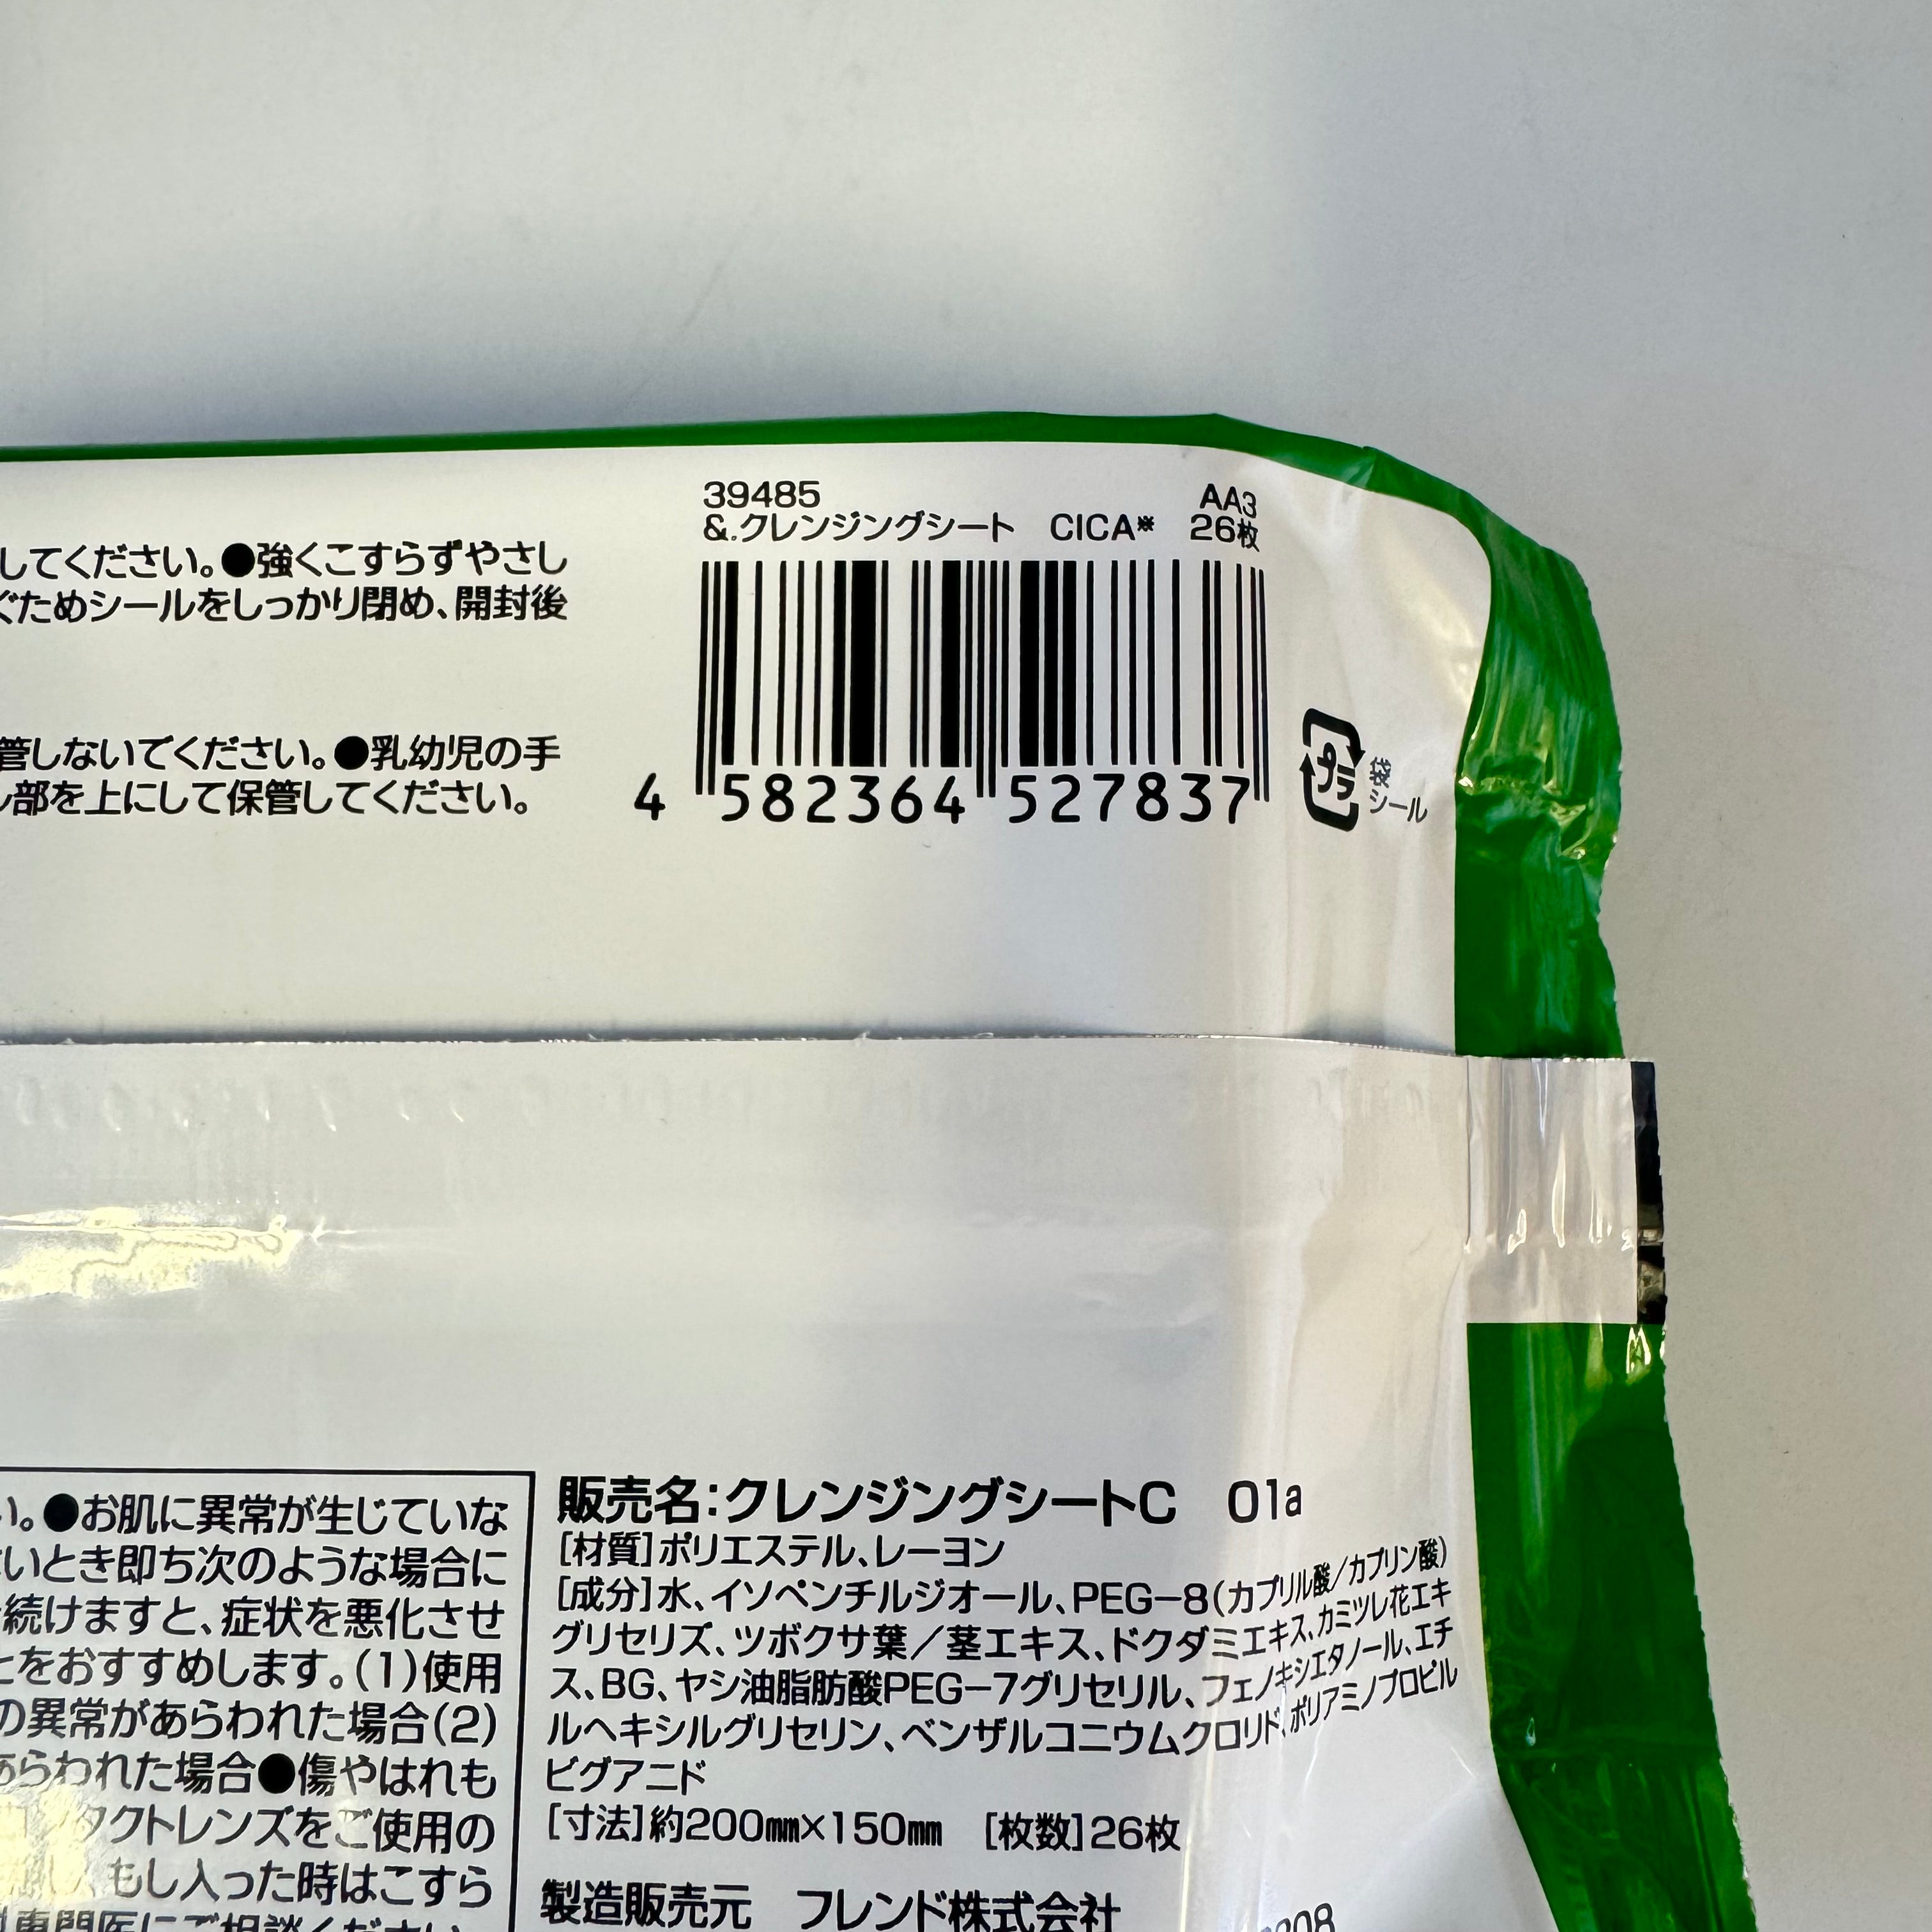 39485 AA3
&.クレンジングシート CICA※ 26枚
してください。●強くこすらずやさし
ぐためシールをしっかり閉め、開封後
管しないでください。●乳幼児の手
部を上にして保管してください。
4 582364 527837
プラ
袋
シール
い。●お肌に異常が生じていな
いとき即ち次のような場合に
続けますと、症状を悪化させ
とをおすすめします。(1)使用
の異常があらわれた場合(2)
あらわれた場合●傷やはれも
コンタクトレンズをご使用の
もし入った時はこすら
専門医にご相談ください。
販売名:クレンジングシートC 01a
[材質]ポリエステル、レーヨン
[成分]水、イソペンチルジオール、PEG-8(カプリル酸/カプリン酸)
グリセリズ、ツボクサ葉/茎エキス、ドクダミエキス、カミツレ花エキ
ス、BG、ヤシ油脂肪酸PEG-7グリセリル、フェノキシエタノール、エチ
ルヘキシルグリセリン、ベンザルコニウムクロリド、ポリアミノプロピル
ビグアニド
[寸法]約200mm×150mm [枚数]26枚
製造販売元 フレンド株式会社